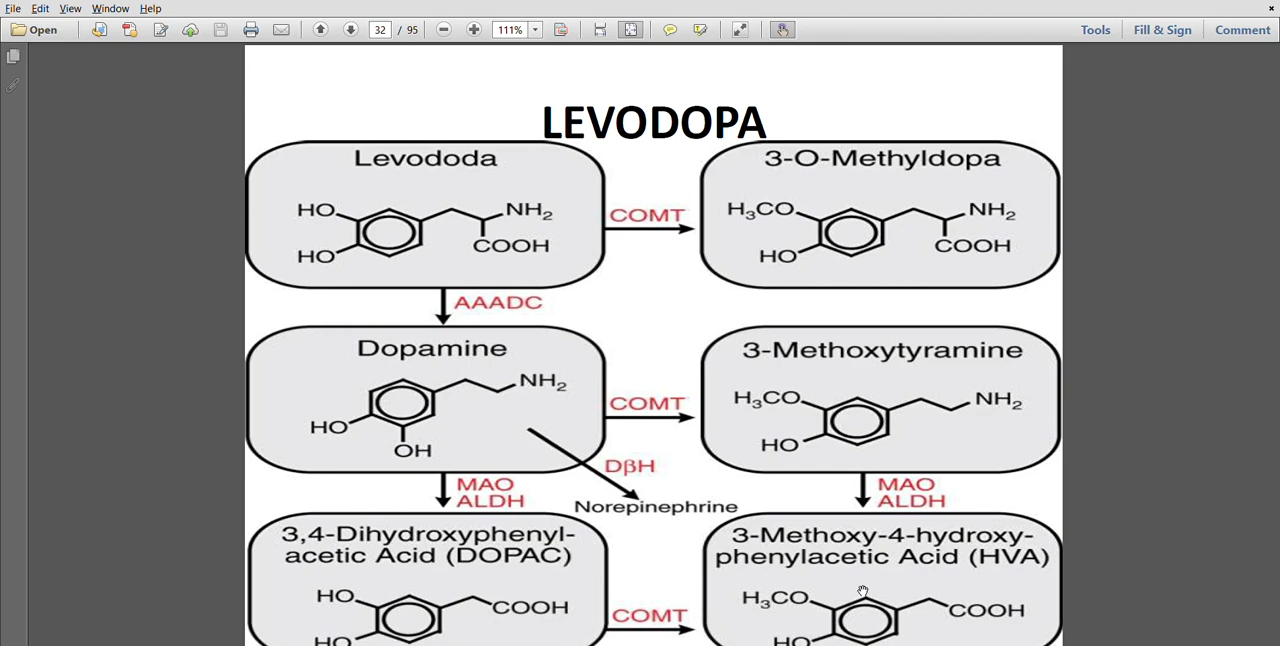 File Edit View Window Help
Open 32 / 95 111% Tools Fill & Sign Comment
LEVODOPA
Levododa
HO
NH₂
HO
COOH
COMT
3-O-Methyldopa
H₃CO
NH₂
HO
COOH
AAADC
Dopamine
NH₂
HO
OH
COMT
3-Methoxytyramine
H₃CO
NH₂
HO
DβH
Norepinephrine
MAO
ALDH
MAO
ALDH
3,4-Dihydroxyphenyl-
acetic Acid (DOPAC)
HO
COOH
HO
COMT
3-Methoxy-4-hydroxy-
phenylacetic Acid (HVA)
H₃CO
COOH
HO